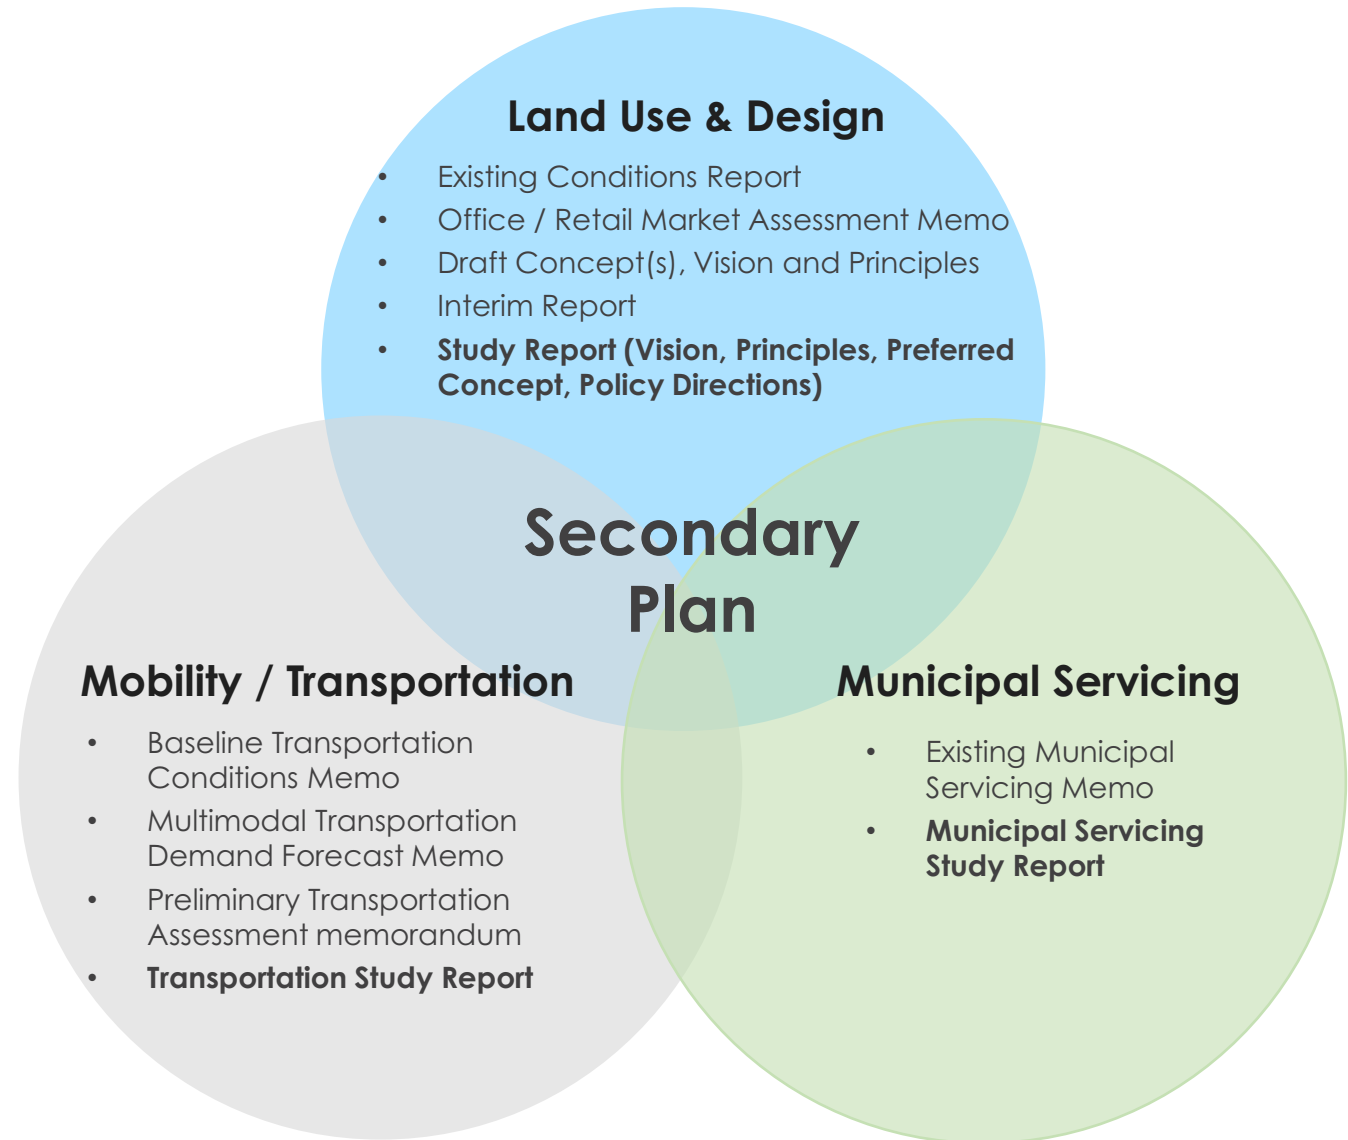 Land Use & Design
• Existing Conditions Report
• Office / Retail Market Assessment Memo
• Draft Concept(s), Vision and Principles
• Interim Report
• Study Report (Vision, Principles, Preferred
Concept, Policy Directions)
Secondary
Plan
Mobility / Transportation
• Baseline Transportation
Conditions Memo
• Multimodal Transportation
Demand Forecast Memo
• Preliminary Transportation
Assessment memorandum
• Transportation Study Report
Municipal Servicing
• Existing Municipal
Servicing Memo
• Municipal Servicing
Study Report